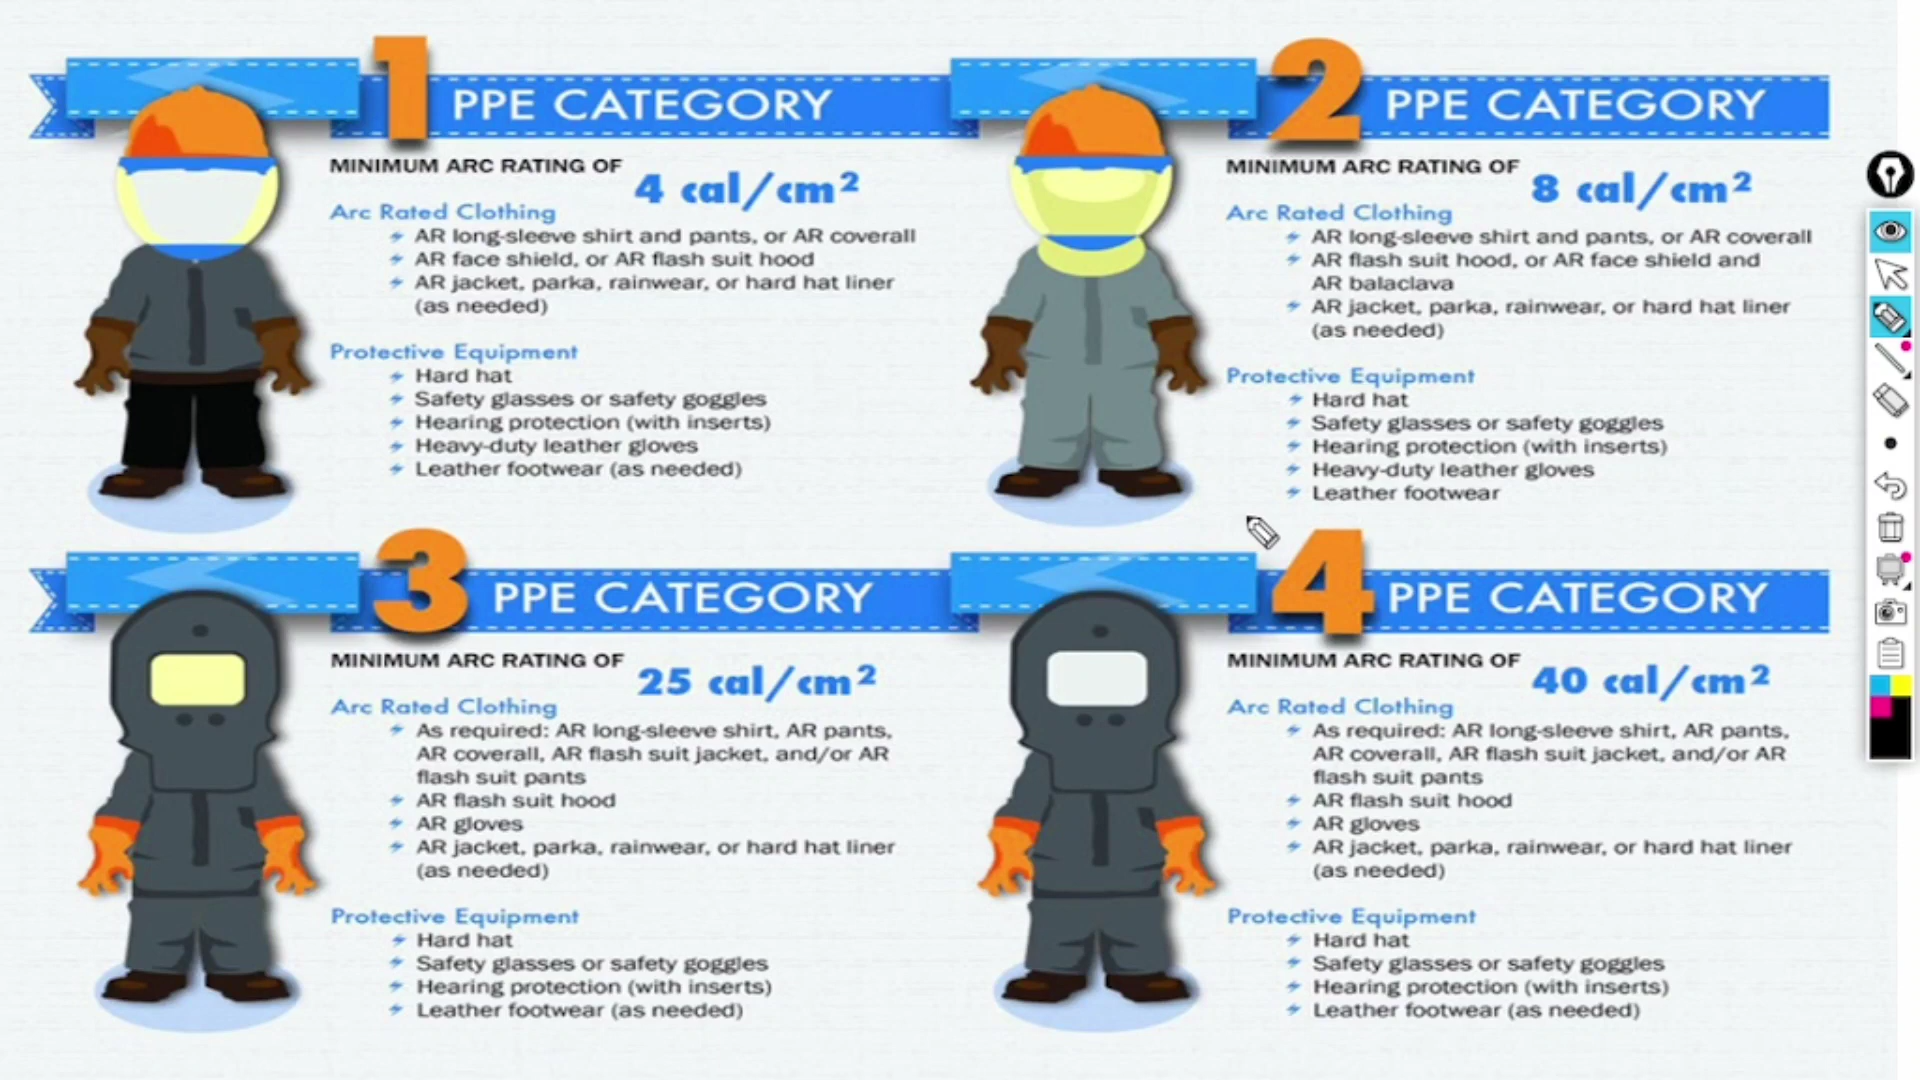 1 PPE CATEGORY
MINIMUM ARC RATING OF
4 cal/cm²
Arc Rated Clothing
AR long-sleeve shirt and pants, or AR coverall
AR face shield, or AR flash suit hood
AR jacket, parka, rainwear, or hard hat liner
(as needed)
Protective Equipment
Hard hat
Safety glasses or safety goggles
Hearing protection (with inserts)
Heavy-duty leather gloves
Leather footwear (as needed)
2 PPE CATEGORY
MINIMUM ARC RATING OF
8 cal/cm²
Arc Rated Clothing
AR long-sleeve shirt and pants, or AR coverall
AR flash suit hood, or AR face shield and
AR balaclava
AR jacket, parka, rainwear, or hard hat liner
(as needed)
Protective Equipment
Hard hat
Safety glasses or safety goggles
Hearing protection (with inserts)
Heavy-duty leather gloves
Leather footwear
3 PPE CATEGORY
MINIMUM ARC RATING OF
25 cal/cm²
Arc Rated Clothing
As required: AR long-sleeve shirt, AR pants,
AR coverall, AR flash suit jacket, and/or AR
flash suit pants
AR flash suit hood
AR gloves
AR jacket, parka, rainwear, or hard hat liner
(as needed)
Protective Equipment
Hard hat
Safety glasses or safety goggles
Hearing protection (with inserts)
Leather footwear (as needed)
4 PPE CATEGORY
MINIMUM ARC RATING OF
40 cal/cm²
Arc Rated Clothing
As required: AR long-sleeve shirt, AR pants,
AR coverall, AR flash suit jacket, and/or AR
flash suit pants
AR flash suit hood
AR gloves
AR jacket, parka, rainwear, or hard hat liner
(as needed)
Protective Equipment
Hard hat
Safety glasses or safety goggles
Hearing protection (with inserts)
Leather footwear (as needed)